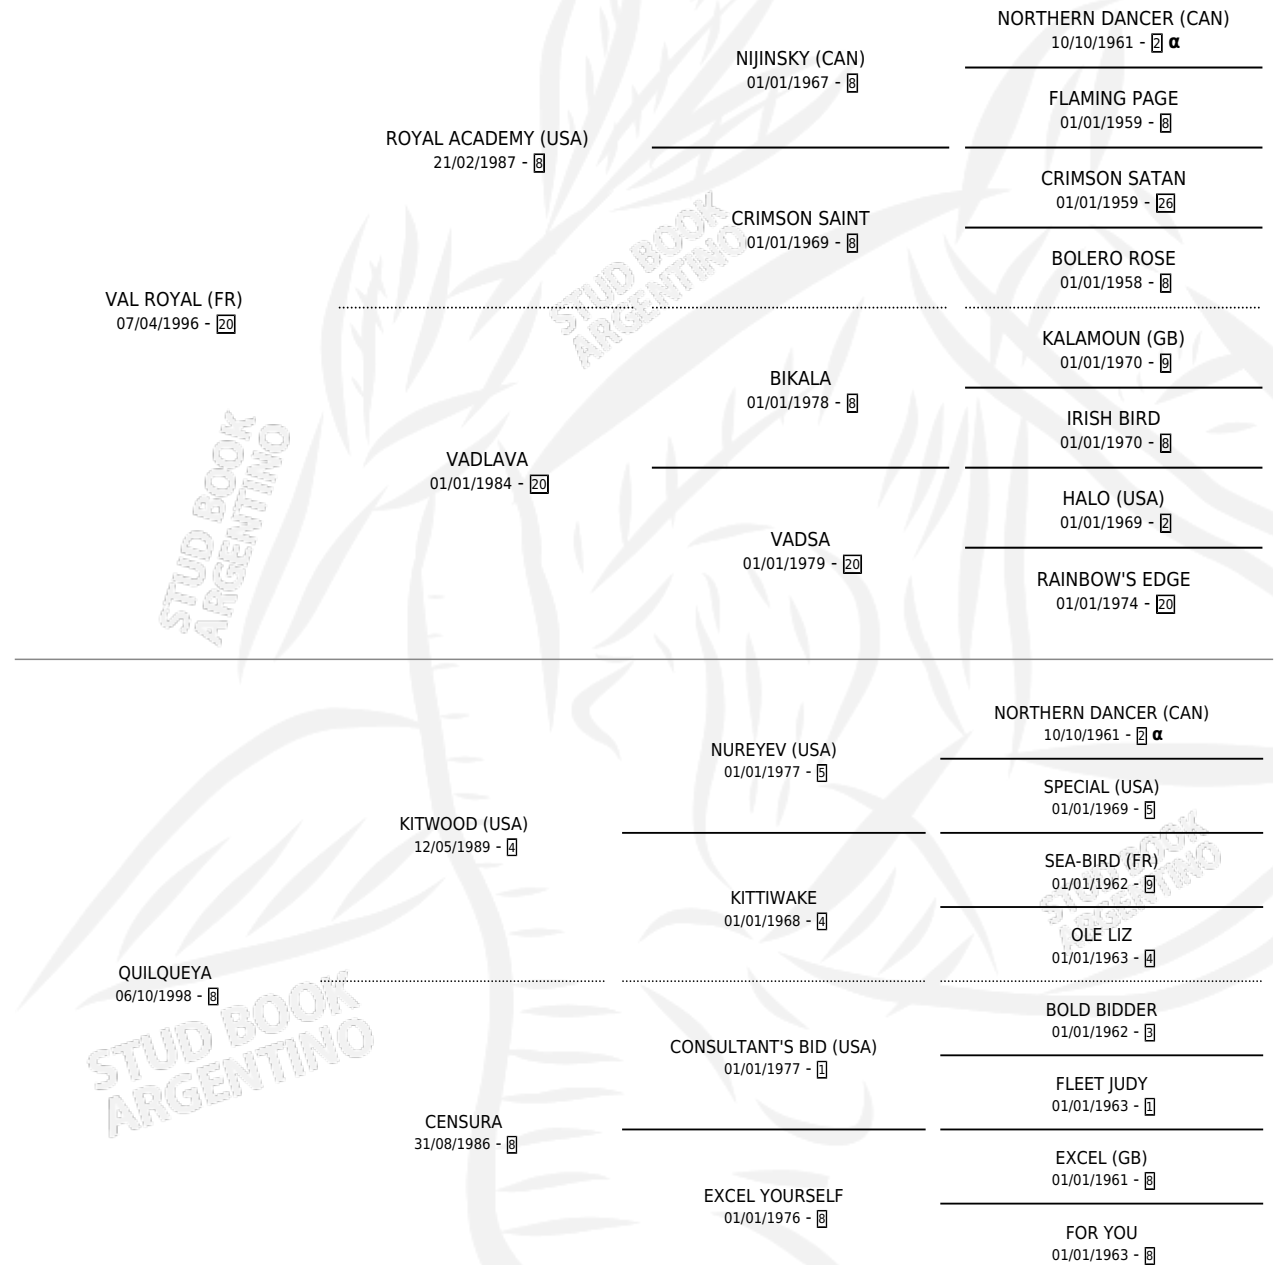 NORTHERN DANCER (CAN)
10/10/1961 - 2 α
NIJINSKY (CAN)
01/01/1967 - 8
FLAMING PAGE
01/01/1959 - 8
ROYAL ACADEMY (USA)
21/02/1987 - 8
CRIMSON SATAN
01/01/1959 - 26
CRIMSON SAINT
01/01/1969 - 8
BOLERO ROSE
01/01/1958 - 8
VAL ROYAL (FR)
07/04/1996 - 20
KALAMOUN (GB)
01/01/1970 - 9
BIKALA
01/01/1978 - 8
IRISH BIRD
01/01/1970 - 8
VADLAVA
01/01/1984 - 20
HALO (USA)
01/01/1969 - 2
VADSA
01/01/1979 - 20
RAINBOW'S EDGE
01/01/1974 - 20
NORTHERN DANCER (CAN)
10/10/1961 - 2 α
NUREYEV (USA)
01/01/1977 - 5
SPECIAL (USA)
01/01/1969 - 5
KITWOOD (USA)
12/05/1989 - 4
SEA-BIRD (FR)
01/01/1962 - 9
KITTIWAKE
01/01/1968 - 4
OLE LIZ
01/01/1963 - 4
QUILQUEYA
06/10/1998 - 8
BOLD BIDDER
01/01/1962 - 3
CONSULTANT'S BID (USA)
01/01/1977 - 1
FLEET JUDY
01/01/1963 - 1
CENSURA
31/08/1986 - 8
EXCEL (GB)
01/01/1961 - 8
EXCEL YOURSELF
01/01/1976 - 8
FOR YOU
01/01/1963 - 8
STUD BOOK
ARGENTINO
STUD BOOK
ARGENTINO
STUD BOOK
ARGENTINO
STUD BOOK
ARGENTINO